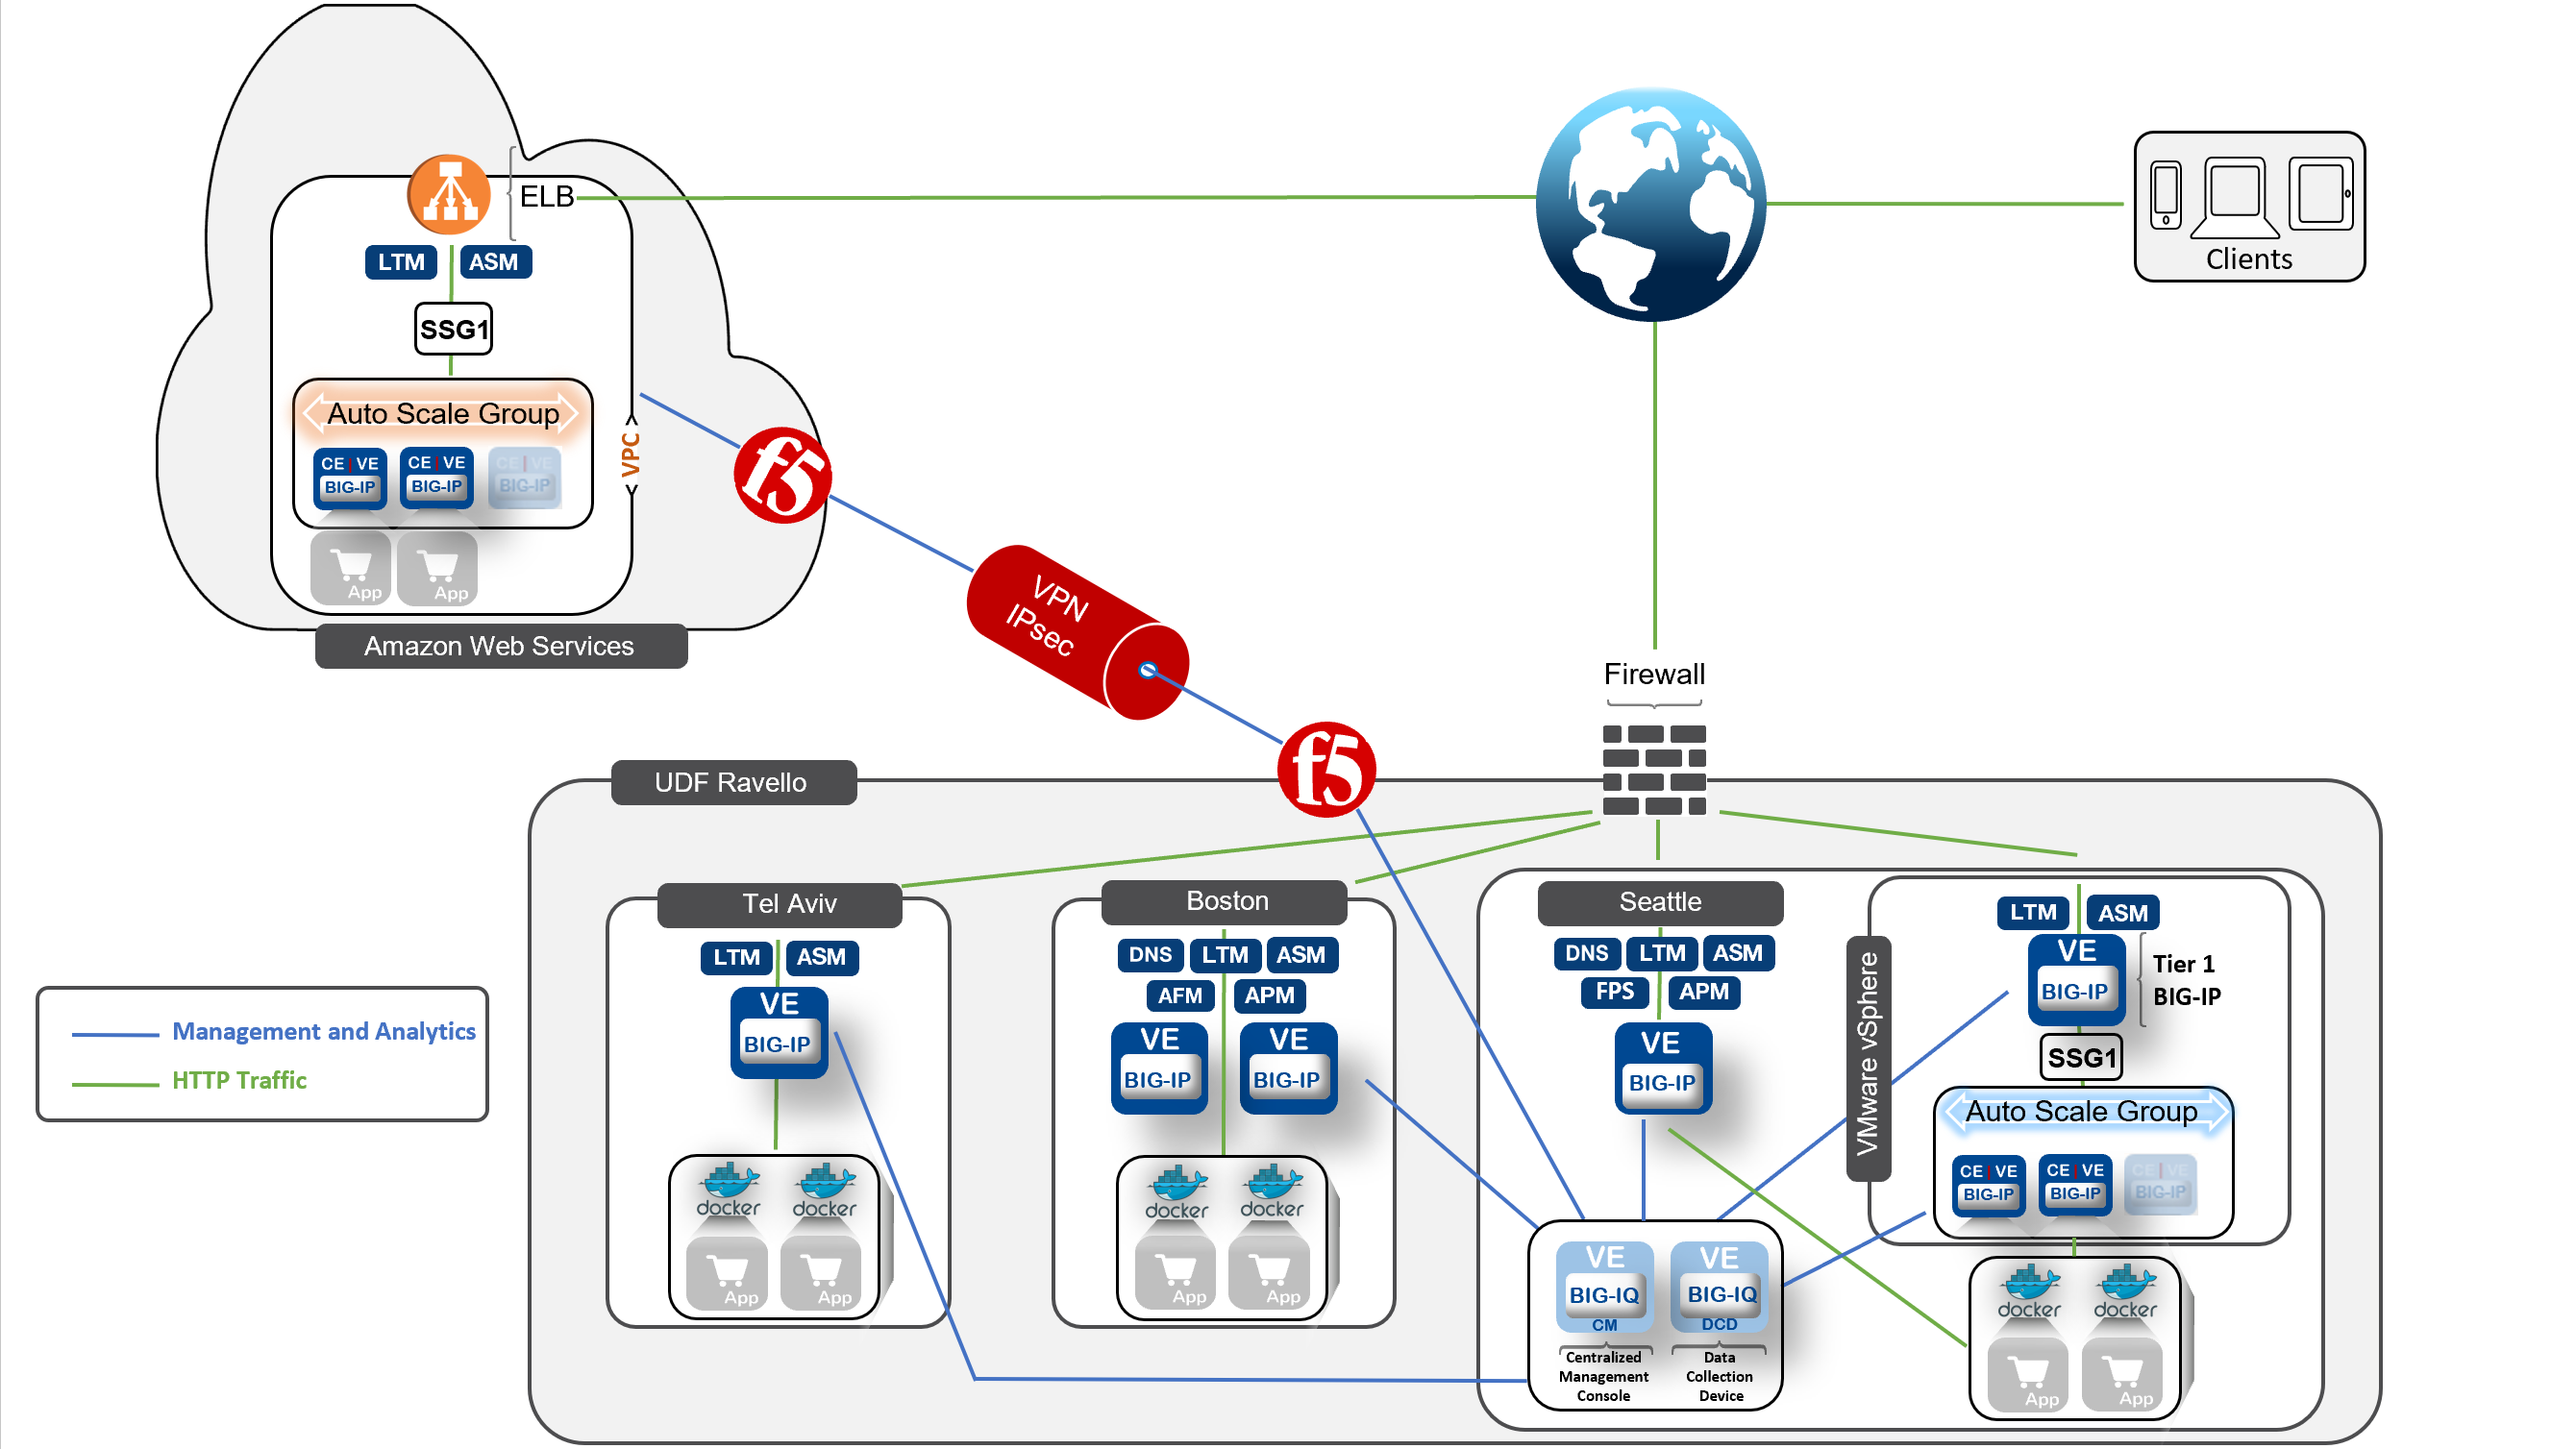 ELB
LTM
ASM
SSG1
Auto Scale Group
CE | VE
BIG-IP
CE | VE
BIG-IP
CE | VE
BIG-IP
App
App
VPC
Amazon Web Services
f5
VPN
IPsec
f5
Clients
Firewall
UDF Ravello
Management and Analytics
HTTP Traffic
Tel Aviv
LTM
ASM
VE
BIG-IP
docker
docker
App
App
Boston
DNS
LTM
ASM
AFM
APM
VE
BIG-IP
VE
BIG-IP
docker
docker
App
App
Seattle
DNS
LTM
ASM
FPS
APM
VE
BIG-IP
VE
BIG-IQ
CM
Centralized
Management
Console
VE
BIG-IQ
DCD
Data
Collection
Device
VMware vSphere
LTM
ASM
VE
BIG-IP
Tier 1
BIG-IP
SSG1
Auto Scale Group
CE | VE
BIG-IP
CE | VE
BIG-IP
CE | VE
BIG-IP
docker
docker
App
App